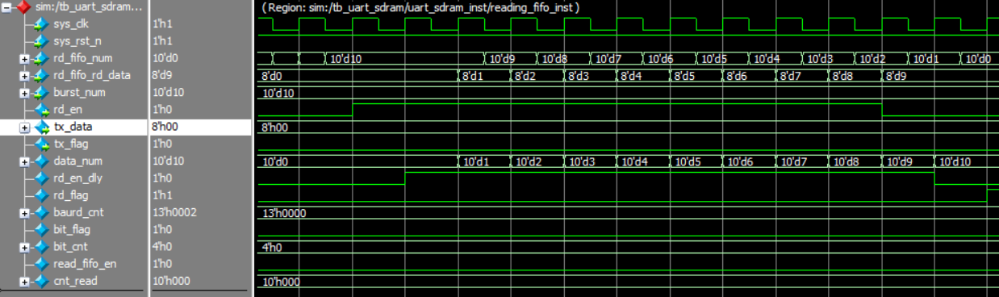 sim:/tb_uart_sdram... (Region: sim:/tb_uart_sdram/uart_sdram_inst/reading_fifo_inst)
sys_clk 1'h1
sys_rst_n 1'h1
rd_fifo_num 10'd0 10'd10 10'd9 10'd8 10'd7 10'd6 10'd5 10'd4 10'd3 10'd2 10'd1 10'd0
rd_fifo_rd_data 8'd9 8'd0 8'd1 8'd2 8'd3 8'd4 8'd5 8'd6 8'd7 8'd8 8'd9
burst_num 10'd10 10'd10
rd_en 1'h0
tx_data 8'h00 8'h00
tx_flag 1'h0
data_num 10'd10 10'd0 10'd1 10'd2 10'd3 10'd4 10'd5 10'd6 10'd7 10'd8 10'd9 10'd10
rd_en_dly 1'h0
rd_flag 1'h1
baurd_cnt 13'h0002 13'h0000
bit_flag 1'h0
bit_cnt 4'h0 4'h0
read_fifo_en 1'h0
cnt_read 10'h000 10'h000